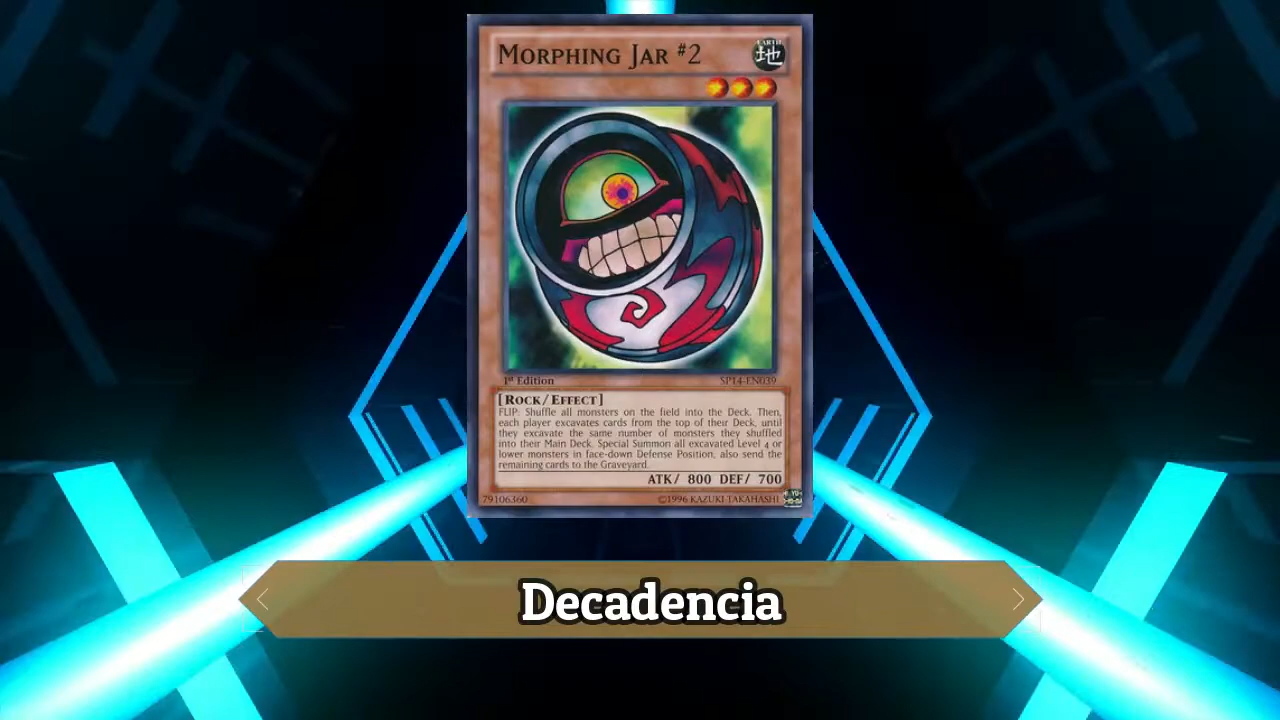 MORPHING JAR #2
EARTH
地
1st Edition
SP14-EN039
[ROCK/EFFECT]
FLIP: Shuffle all monsters on the field into the Deck. Then,
each player excavates cards from the top of their Deck, until
they excavate the same number of monsters they shuffled
into their Main Deck. Special Summon all excavated Level 4 or
lower monsters in face-down Defense Position, also send the
remaining cards to the Graveyard.
ATK/ 800 DEF/ 700
79106360
©1996 KAZUKI TAKAHASHI
Decadencia